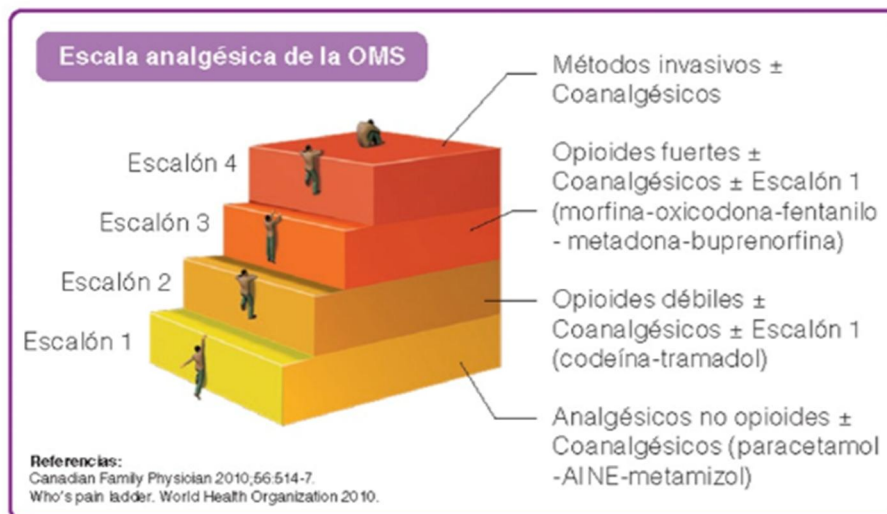 Escala analgésica de la OMS
Escalón 4
Escalón 3
Escalón 2
Escalón 1
Métodos invasivos ±
Coanalgésicos
Opioides fuertes ±
Coanalgésicos ± Escalón 1
(morfina-oxicodona-fentanilo
- metadona-buprenorfina)
Opioides débiles ±
Coanalgésicos ± Escalón 1
(codeína-tramadol)
Analgésicos no opioides ±
Coanalgésicos (paracetamol
-AINE-metamizol)
Referencias:
Canadian Family Physician 2010;56:514-7.
Who's pain ladder. World Health Organization 2010.